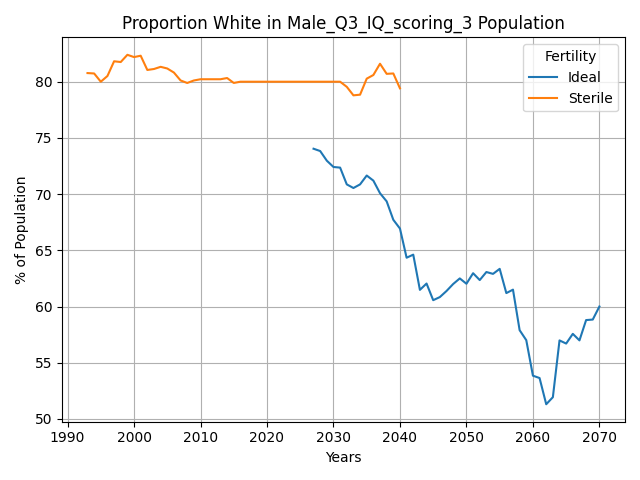 Proportion White in Male_Q3_IQ_scoring_3 Population
Fertility
Ideal
Sterile
% of Population
80
75
70
65
60
55
50
1990 2000 2010 2020 2030 2040 2050 2060 2070
Years